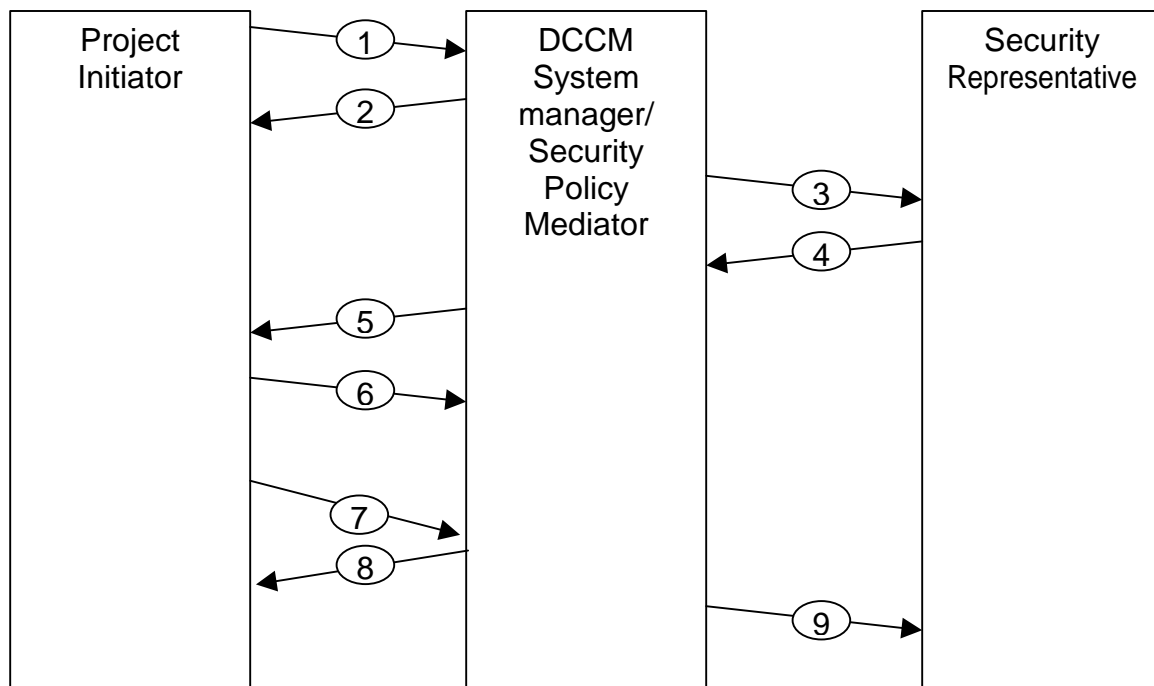 Project
Initiator
DCCM
System
manager/
Security
Policy
Mediator
Security
Representative
1
2
3
4
5
6
7
8
9